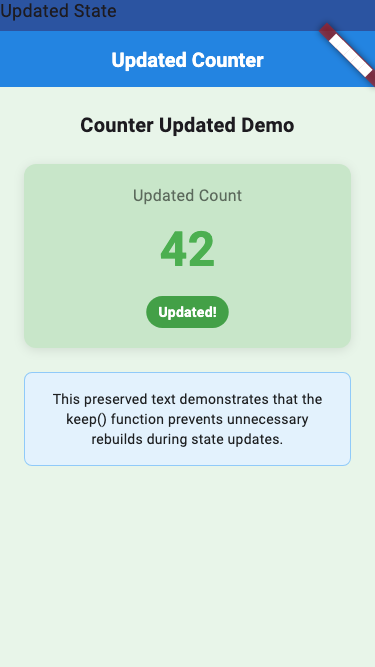 Updated State
Updated Counter
Counter Updated Demo
Updated Count
42
Updated!
This preserved text demonstrates that the
keep() function prevents unnecessary
rebuilds during state updates.